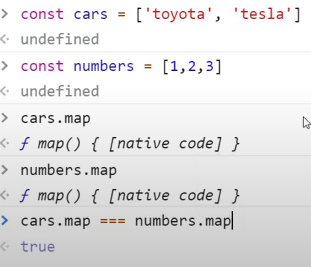 > const cars = ['toyota', 'tesla']
< undefined
> const numbers = [1,2,3]
< undefined
> cars.map
< ƒ map() { [native code] }
> numbers.map
< ƒ map() { [native code] }
> cars.map === numbers.map
< true